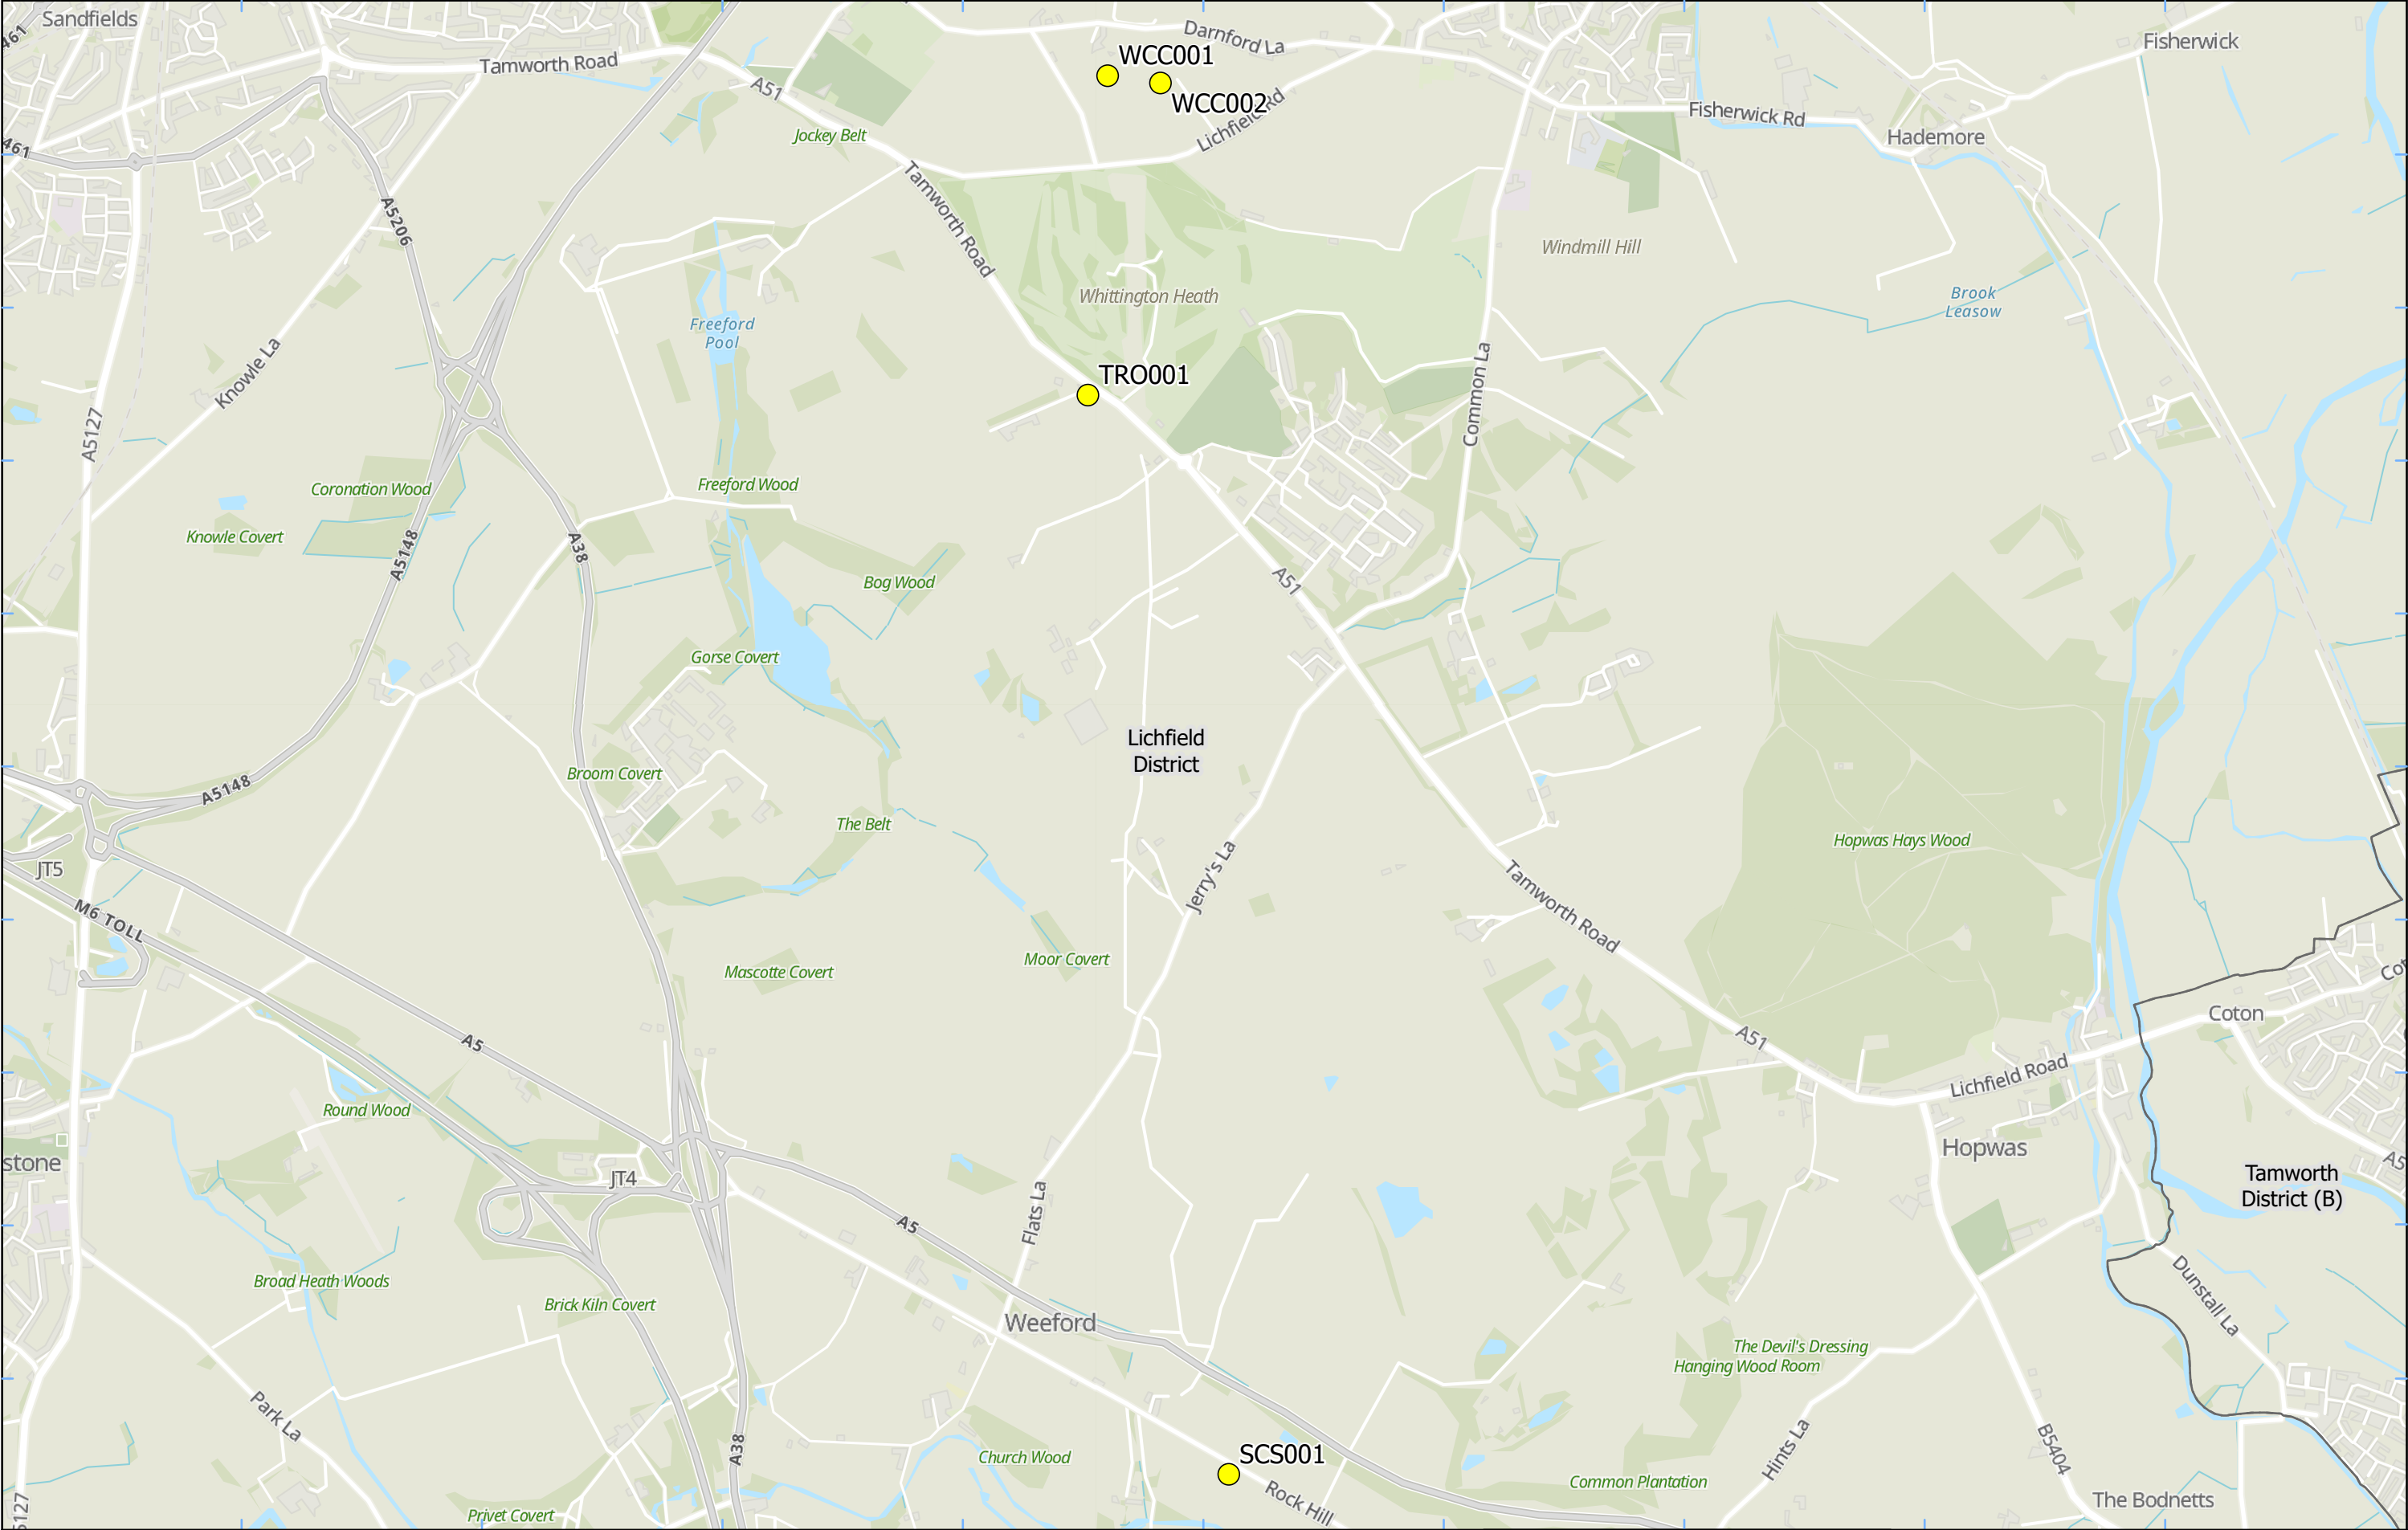 Sandfields
461
Tamworth Road
A51
Darnford La
WCC001
WCC002
Lichfield Rd
Fisherwick
Fisherwick Rd
Hademore
461
Jockey Belt
A5206
Tamworth Road
Windmill Hill
Whittington Heath
Brook
Leasow
Freeford
Pool
Knowle La
TRO001
Common La
A5127
Coronation Wood
Freeford Wood
Knowle Covert
A5148
A38
Bog Wood
A51
Gorse Covert
Lichfield
District
Broom Covert
A5148
The Belt
Hopwas Hays Wood
JT5
Jerry's La
M6 TOLL
Tamworth Road
Moor Covert
Mascotte Covert
Cot
Coton
A5
A51
Lichfield Road
Round Wood
Hopwas
stone
JT4
A5
Tamworth
District (B)
Flats La
A5
Broad Heath Woods
Brick Kiln Covert
Weeford
Dunstall La
The Devil's Dressing
Hanging Wood Room
Park La
A38
Church Wood
SCS001
Hints La
B5404
Common Plantation
Rock Hill
The Bodnetts
5127
Privet Covert